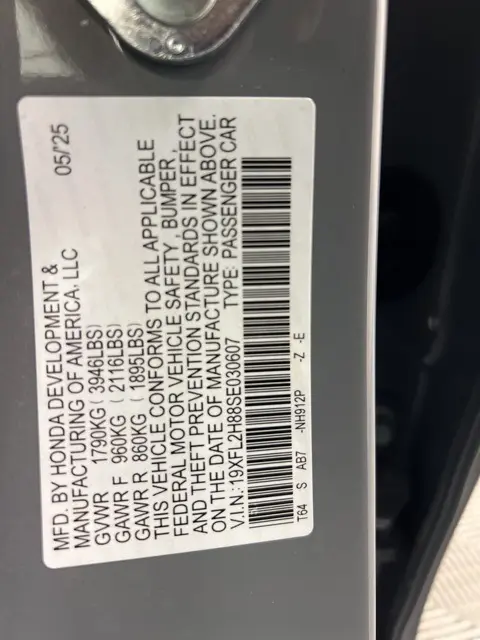 MFD. BY HONDA DEVELOPMENT & 05/'25
MANUFACTURING OF AMERICA, LLC
GVWR 1790KG ( 3946LBS)
GAWR F 960KG ( 2116LBS)
GAWR R 860KG ( 1896LBS)
THIS VEHICLE CONFORMS TO ALL APPLICABLE
FEDERAL MOTOR VEHICLE SAFETY, BUMPER,
AND THEFT PREVENTION STANDARDS IN EFFECT
ON THE DATE OF MANUFACTURE SHOWN ABOVE.
V.I.N.:19XFL2H88SE030607 TYPE: PASSENGER CAR
T64 S AB7 -NH912P -Z -E